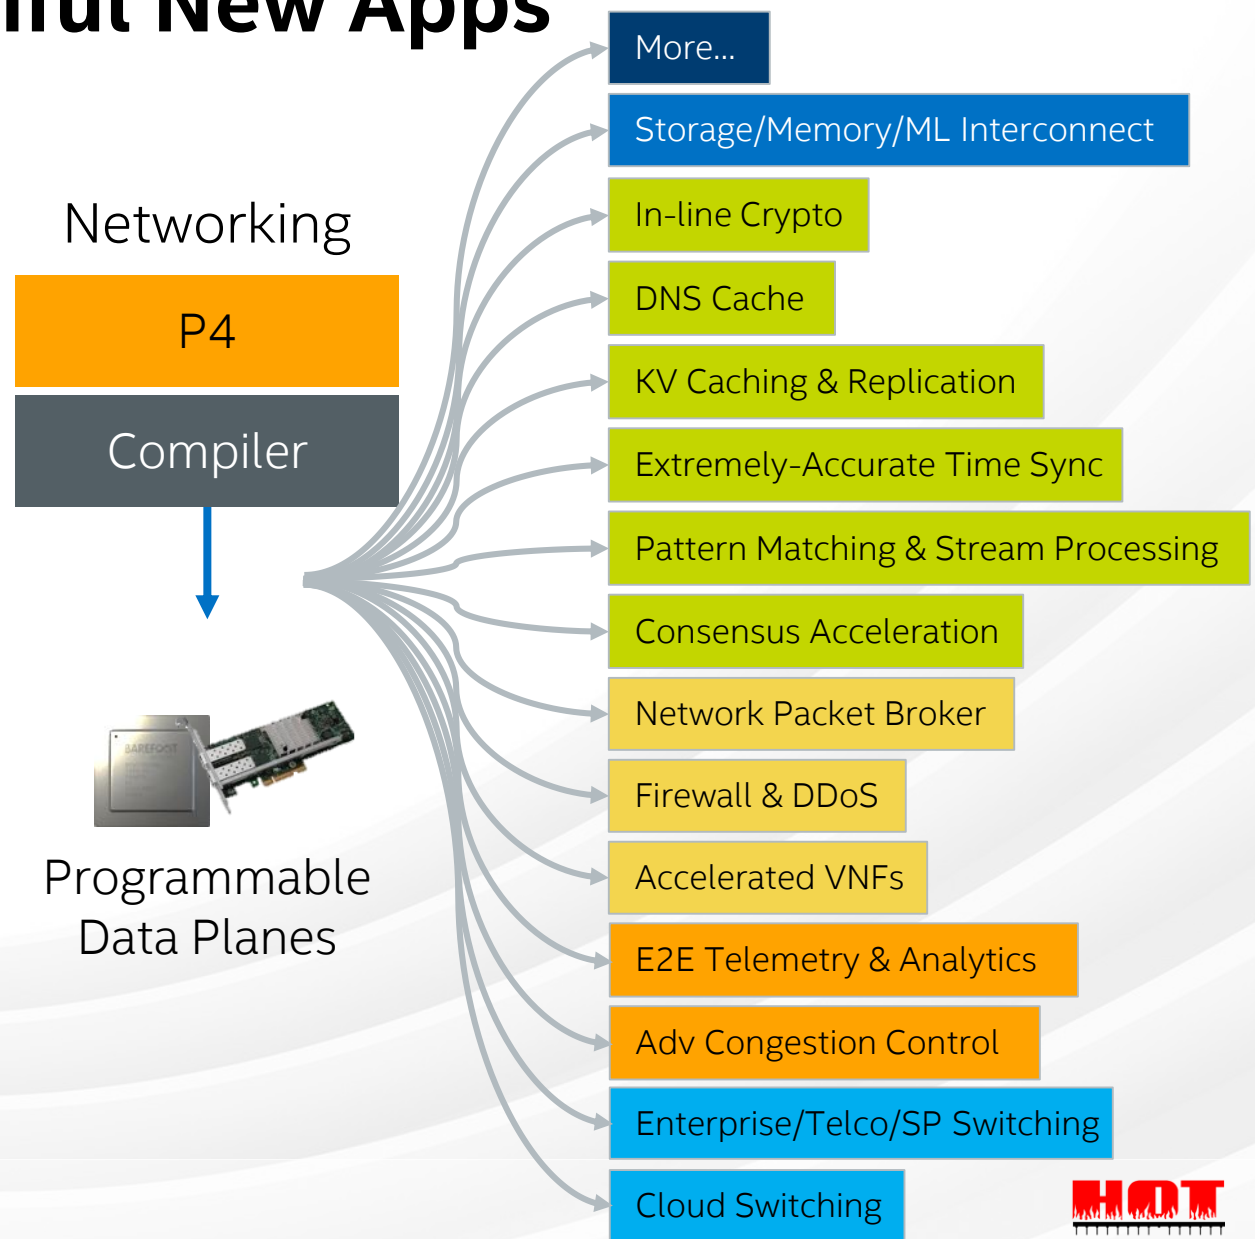 New Apps
More...
Storage/Memory/ML Interconnect
Networking
In-line Crypto
P4
DNS Cache
Compiler
KV Caching & Replication
Extremely-Accurate Time Sync
Pattern Matching & Stream Processing
Consensus Acceleration
Network Packet Broker
BAREFOOT
Firewall & DDoS
Programmable
Data Planes
Accelerated VNFs
E2E Telemetry & Analytics
Adv Congestion Control
Enterprise/Telco/SP Switching
Cloud Switching
HOT